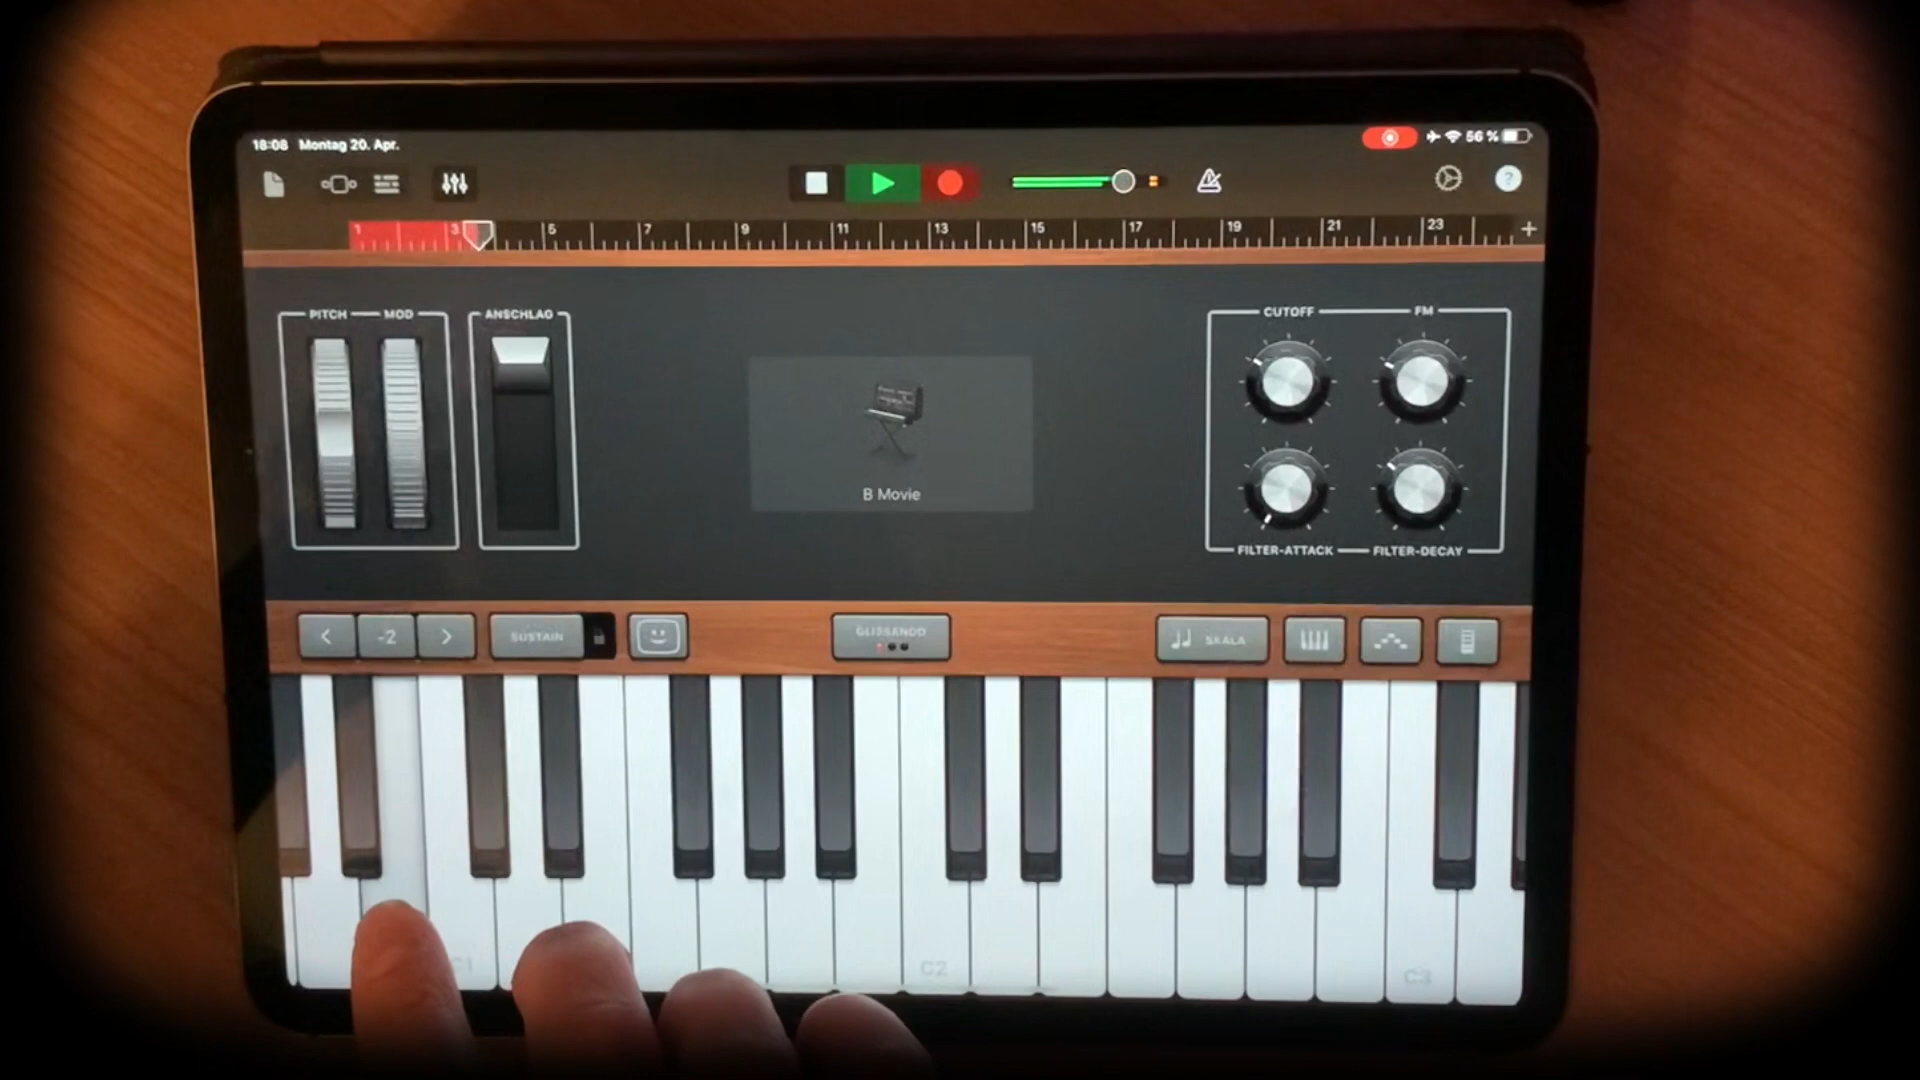 18:08 Montag 20. Apr.
56 %
?
1 3 5 7 9 11 13 15 17 19 21 23 +
PITCH MOD ANSCHLAG CUTOFF FM
B Movie
FILTER-ATTACK FILTER-DECAY
< -2 > SUSTAIN GLISSANDO SKALA
C1 C2 C3